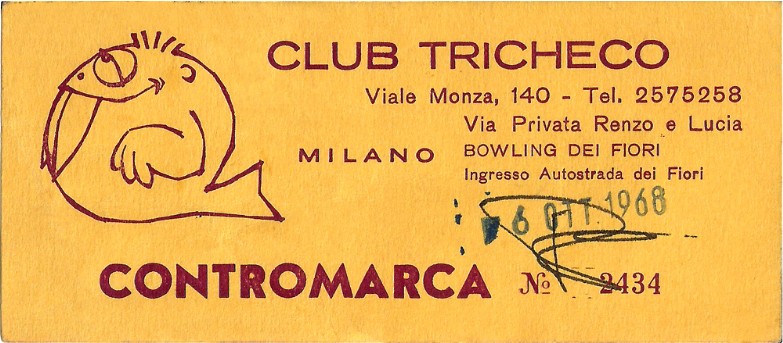 CLUB TRICHECO
Viale Monza, 140 - Tel. 2575258
Via Privata Renzo e Lucia
MILANO BOWLING DEI FIORI
Ingresso Autostrada dei Fiori
6 OTT 1968
CONTROMARCA Nº 2434